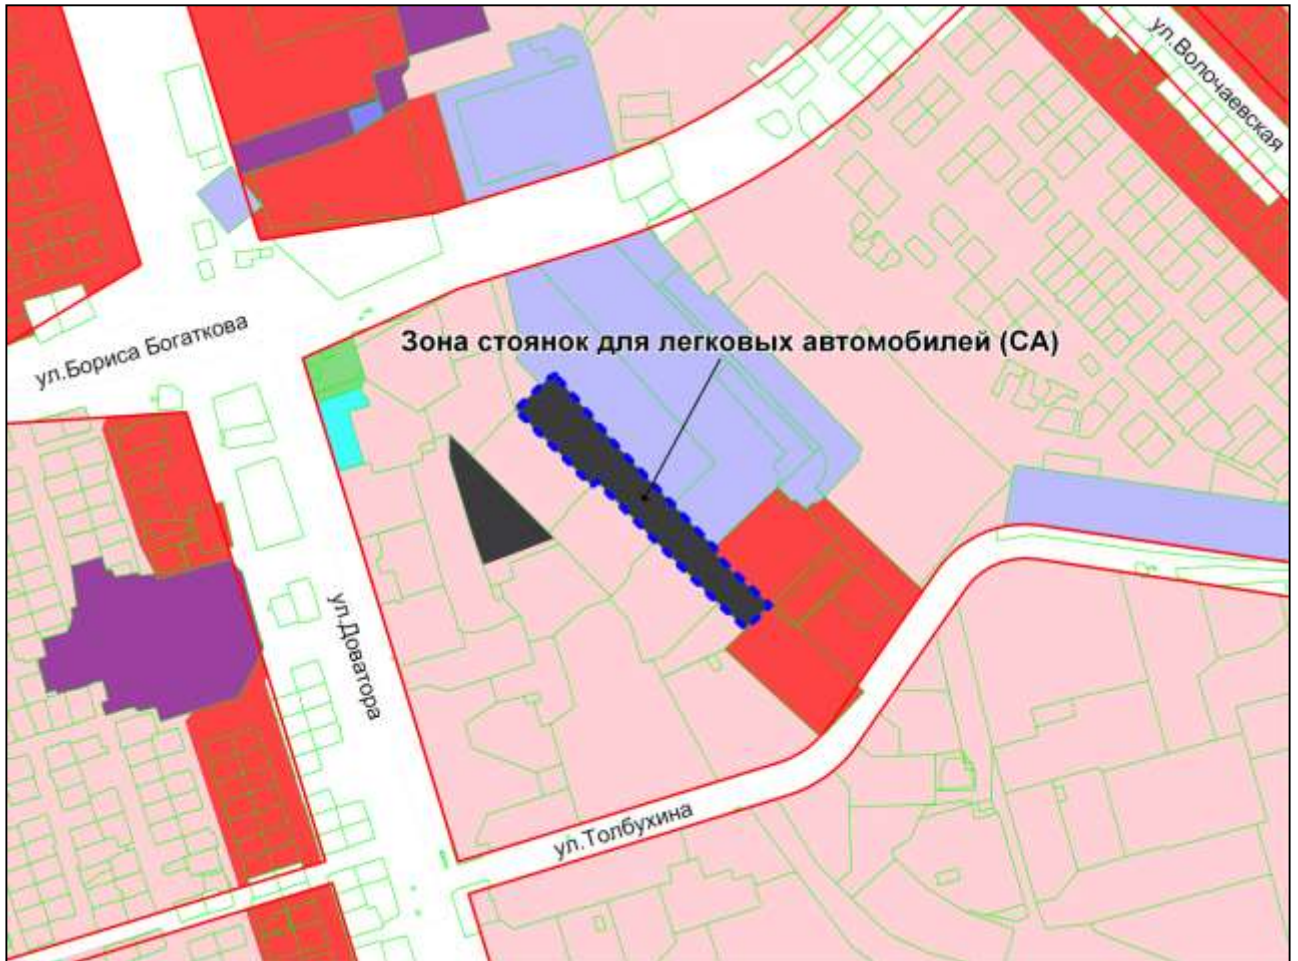 ул.Волочаевская
ул.Бориса Богаткова
Зона стоянок для легковых автомобилей (СА)
ул.Доватора
ул.Толбухина